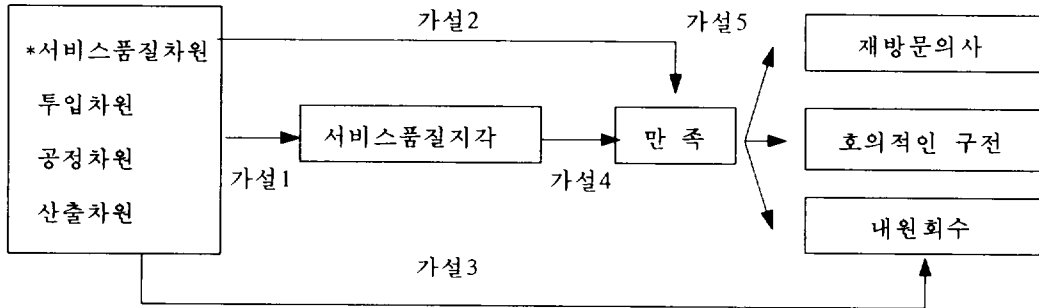 가설2
가설5
*서비스품질차원
투입차원
공정차원
산출차원
서비스품질지각
만 족
재방문의사
호의적인 구전
내원회수
가설1
가설4
가설3